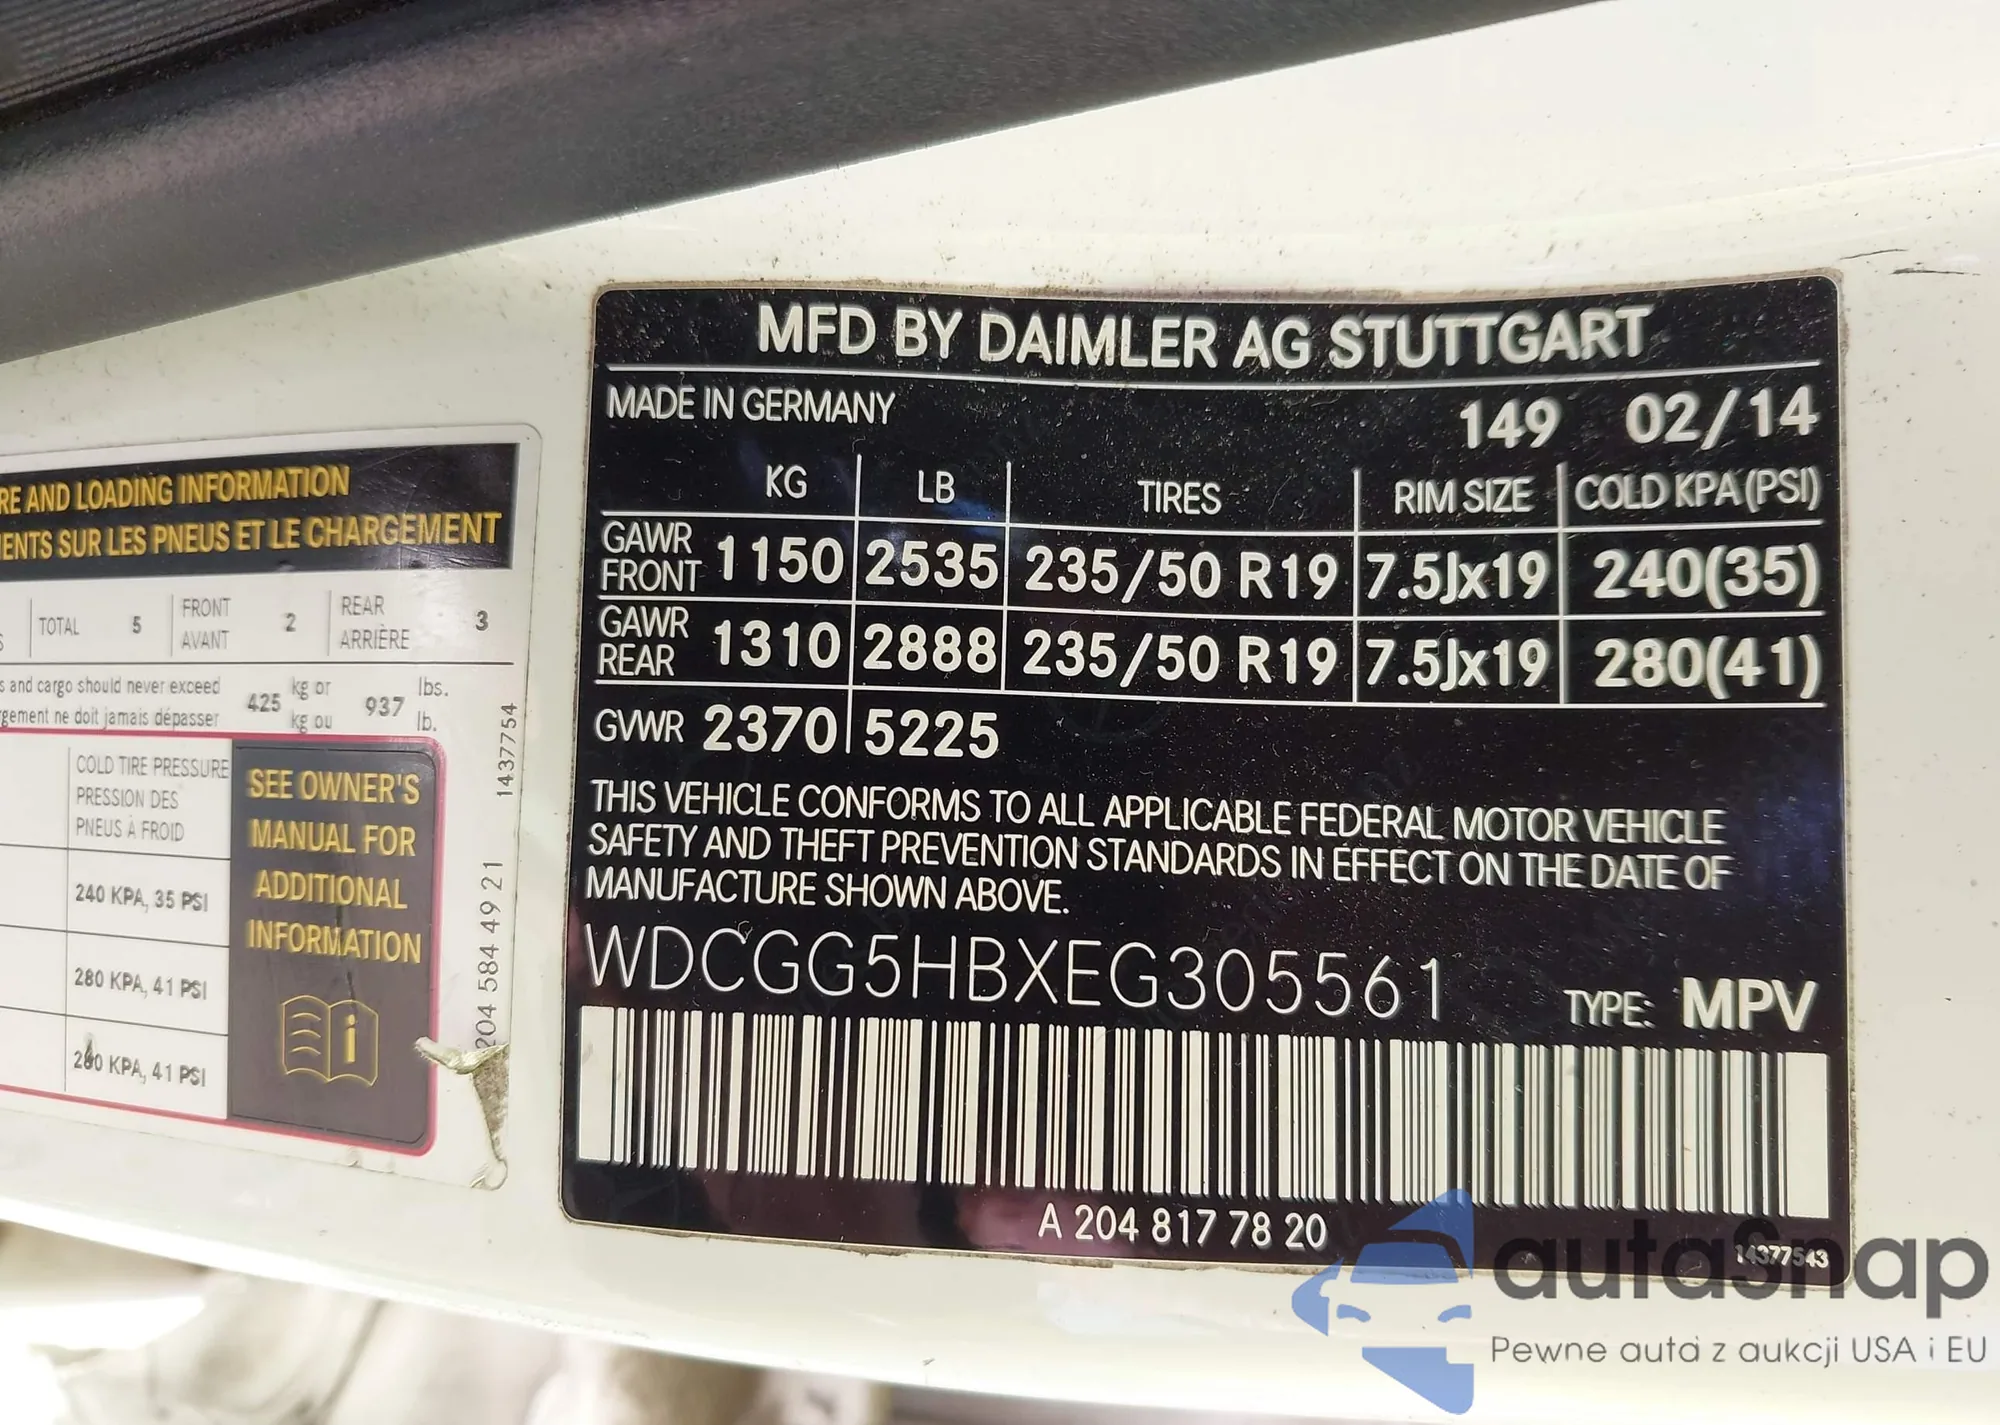 RE AND LOADING INFORMATION
MENTS SUR LES PNEUS ET LE CHARGEMENT
TOTAL 5 FRONT AVANT 2 REAR ARRIÈRE 3
s and cargo should never exceed 425 kg or 937 lbs.
rgement ne doit jamais dépasser kg ou lb.
COLD TIRE PRESSURE
PRESSION DES
PNEUS À FROID
240 KPA, 35 PSI
280 KPA, 41 PSI
280 KPA, 41 PSI
SEE OWNER'S
MANUAL FOR
ADDITIONAL
INFORMATION
i
204 584 49 21 1437754
MFD BY DAIMLER AG STUTTGART
MADE IN GERMANY 149 02/14
KG LB TIRES RIM SIZE COLD KPA(PSI)
GAWR FRONT 1150 2535 235/50 R19 7.5Jx19 240(35)
GAWR REAR 1310 2888 235/50 R19 7.5Jx19 280(41)
GVWR 2370 5225
THIS VEHICLE CONFORMS TO ALL APPLICABLE FEDERAL MOTOR VEHICLE
SAFETY AND THEFT PREVENTION STANDARDS IN EFFECT ON THE DATE OF
MANUFACTURE SHOWN ABOVE.
WDCGG5HBXEG305561 TYPE: MPV
A 204 817 78 20
14377543
autaSnap
Pewne auta z aukcji USA i EU